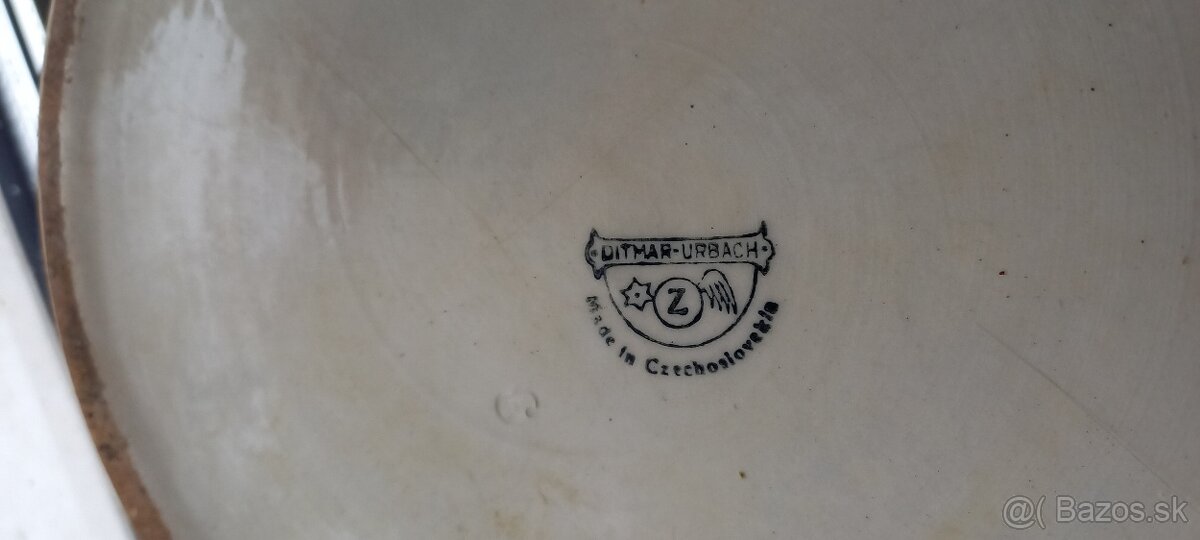 DITMAR-URBACH
Z
Made in Czechoslovakia
@( Bazos.sk